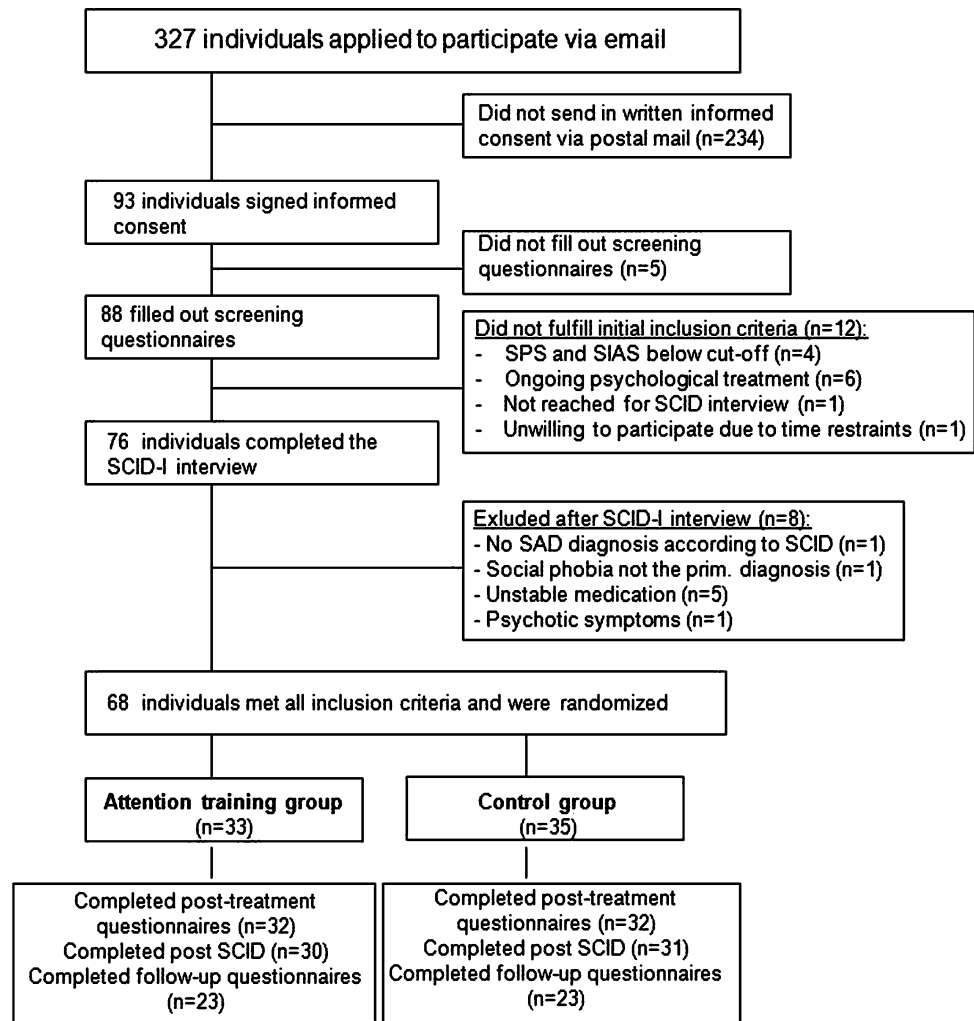 327 individuals applied to participate via email
Did not send in written informed
consent via postal mail (n=234)
93 individuals signed informed
consent
Did not fill out screening
questionnaires (n=5)
88 filled out screening
questionnaires
Did not fulfill initial inclusion criteria (n=12):
- SPS and SIAS below cut-off (n=4)
- Ongoing psychological treatment (n=6)
- Not reached for SCID interview (n=1)
- Unwilling to participate due to time restraints (n=1)
76 individuals completed the
SCID-I interview
Exluded after SCID-I interview (n=8):
- No SAD diagnosis according to SCID (n=1)
- Social phobia not the prim. diagnosis (n=1)
- Unstable medication (n=5)
- Psychotic symptoms (n=1)
68 individuals met all inclusion criteria and were randomized
Attention training group
(n=33)
Control group
(n=35)
Completed post-treatment
questionnaires (n=32)
Completed post SCID (n=30)
Completed follow-up questionnaires
(n=23)
Completed post-treatment
questionnaires (n=32)
Completed post SCID (n=31)
Completed follow-up questionnaires
(n=23)